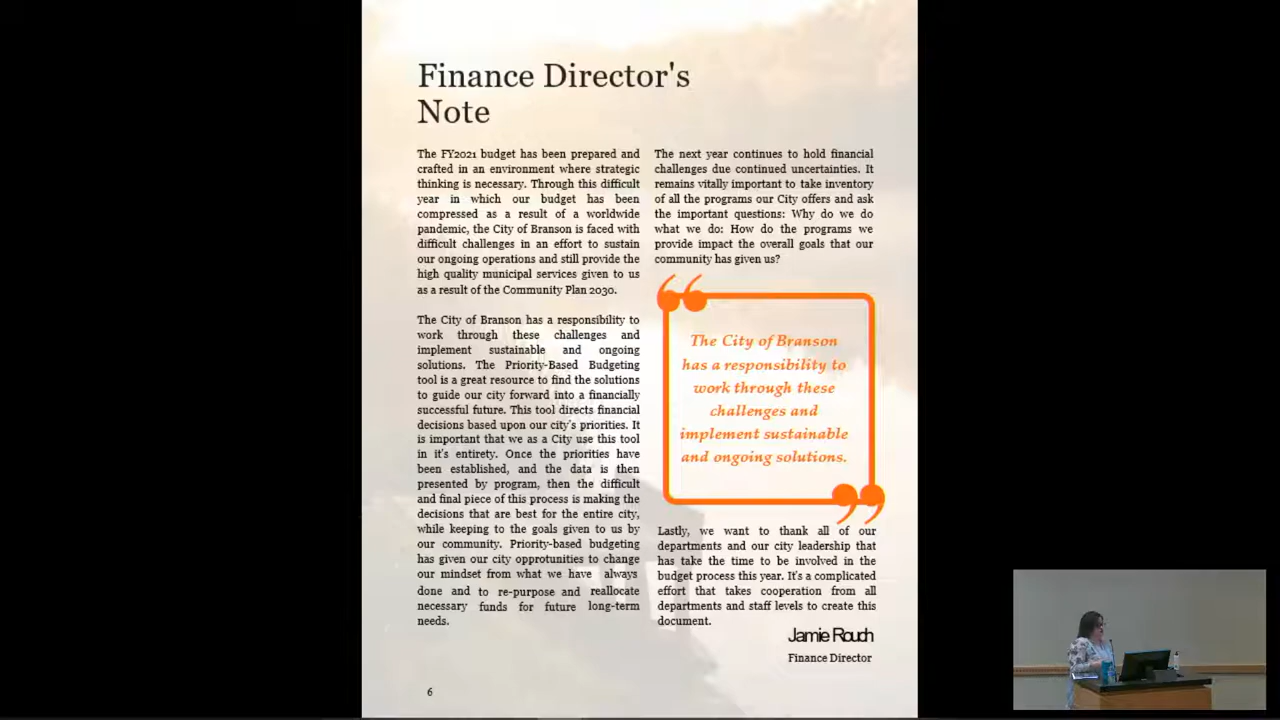 Finance Director's
Note
The FY2021 budget has been prepared and
crafted in an environment where strategic
thinking is necessary. Through this difficult
year in which our budget has been
compressed as a result of a worldwide
pandemic, the City of Branson is faced with
difficult challenges in an effort to sustain
our ongoing operations and still provide the
high quality municipal services given to us
as a result of the Community Plan 2030.
The City of Branson has a responsibility to
work through these challenges and
implement sustainable and ongoing
solutions. The Priority-Based Budgeting
tool is a great resource to find the solutions
to guide our city forward into a financially
successful future. This tool directs financial
decisions based upon our city's priorities. It
is important that we as a City use this tool
in it's entirety. Once the priorities have
been established, and the data is then
presented by program, then the difficult
and final piece of this process is making the
decisions that are best for the entire city,
while keeping to the goals given to us by
our community. Priority-based budgeting
has given our city opprotunities to change
our mindset from what we have always
done and to re-purpose and reallocate
necessary funds for future long-term
needs.
The next year continues to hold financial
challenges due continued uncertainties. It
remains vitally important to take inventory
of all the programs our City offers and ask
the important questions: Why do we do
what we do: How do the programs we
provide impact the overall goals that our
community has given us?
“The City of Branson
has a responsibility to
work through these
challenges and
implement sustainable
and ongoing solutions.”
Lastly, we want to thank all of our
departments and our city leadership that
has take the time to be involved in the
budget process this year. It's a complicated
effort that takes cooperation from all
departments and staff levels to create this
document.
Jamie Rouch
Finance Director
6